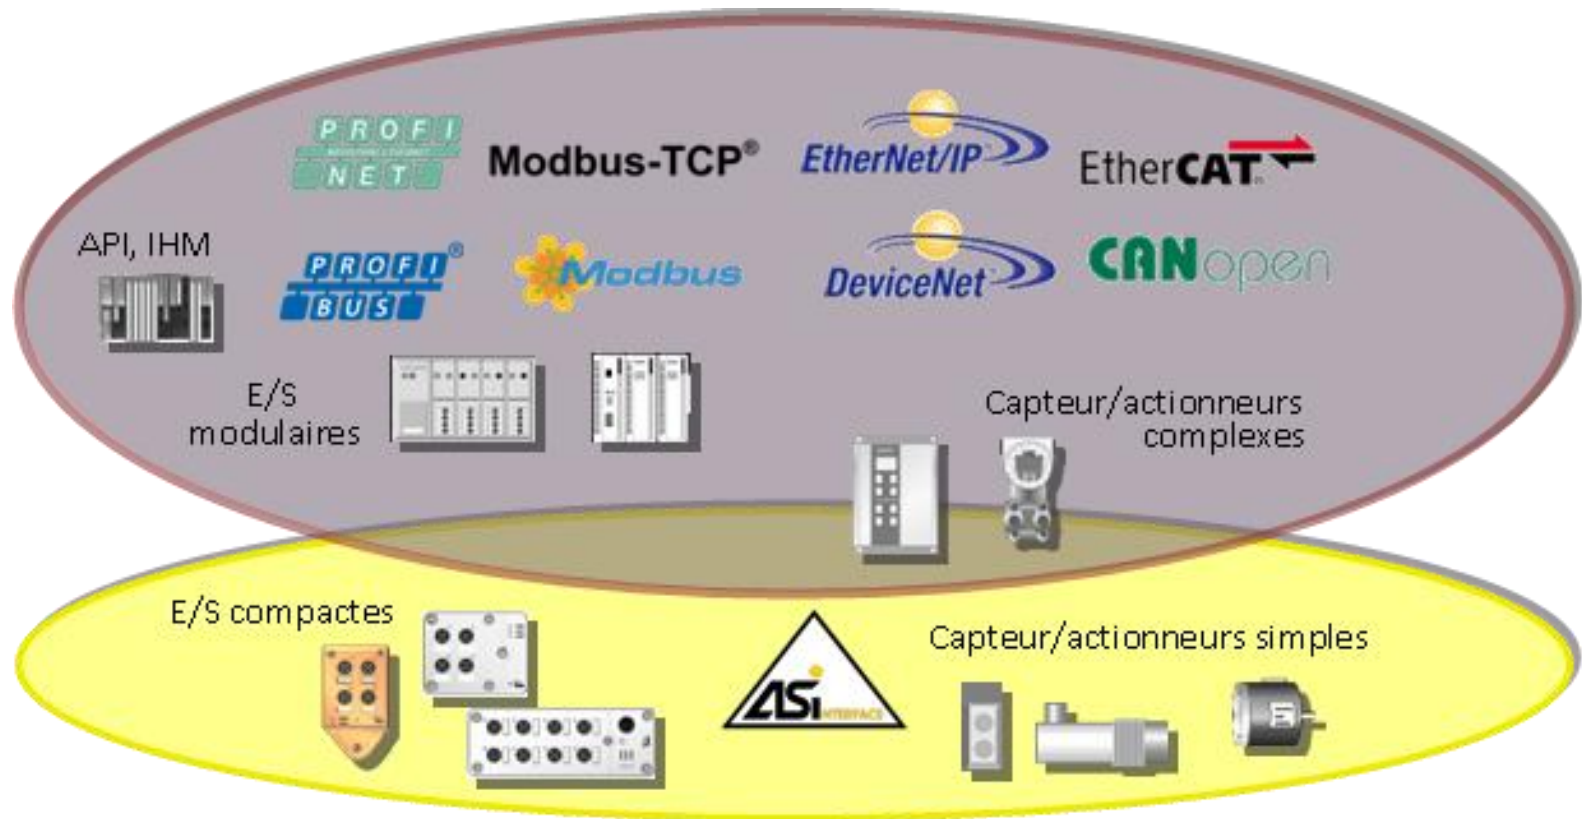 PROFI
NET
Modbus-TCP®
EtherNet/IP
EtherCAT
API, IHM
PROFI®
BUS
Modbus
DeviceNet
CANopen
E/S
modulaires
Capteur/actionneurs
complexes
E/S compactes
ASi
INTERFACE
Capteur/actionneurs simples